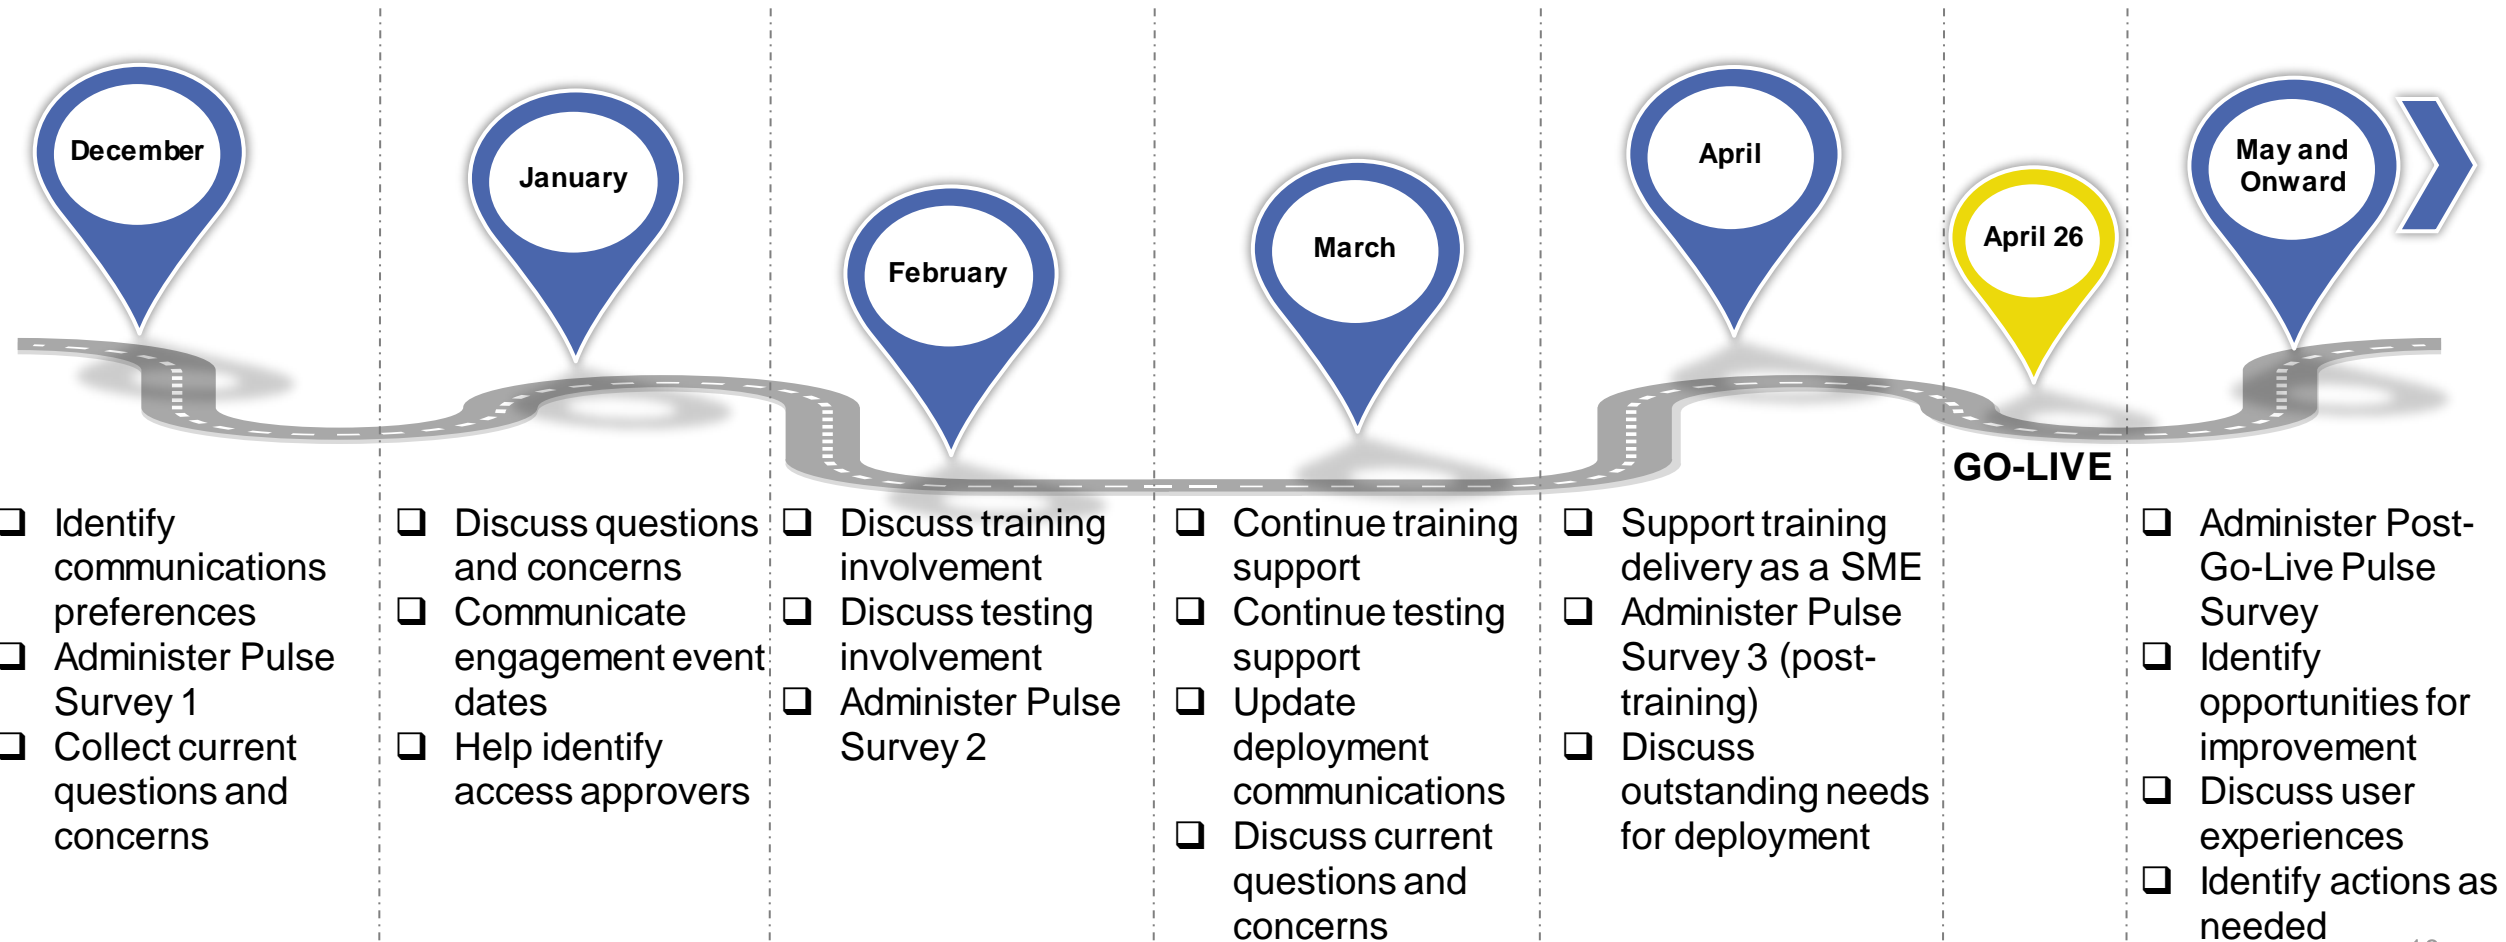 December
January
February
March
April
April 26
May and
Onward
GO-LIVE
Identify
communications
preferences
Administer Pulse
Survey 1
Collect current
questions and
concerns
Discuss questions
and concerns
Communicate
engagement event
dates
Help identify
access approvers
Discuss training
involvement
Discuss testing
involvement
Administer Pulse
Survey 2
Continue training
support
Continue testing
support
Update
deployment
communications
Discuss current
questions and
concerns
Support training
delivery as a SME
Administer Pulse
Survey 3 (post-
training)
Discuss
outstanding needs
for deployment
Administer Post-
Go-Live Pulse
Survey
Identify
opportunities for
improvement
Discuss user
experiences
Identify actions as
needed